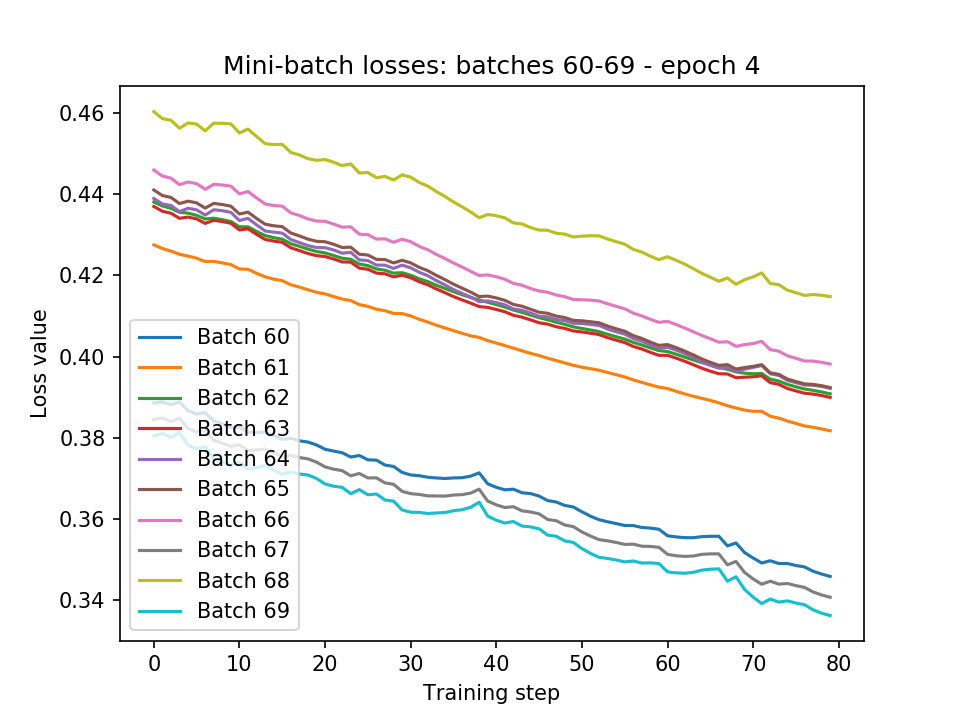 Mini-batch losses: batches 60-69 - epoch 4
Loss value
0.46
0.44
0.42
0.40
0.38
0.36
0.34
Batch 60
Batch 61
Batch 62
Batch 63
Batch 64
Batch 65
Batch 66
Batch 67
Batch 68
Batch 69
0 10 20 30 40 50 60 70 80
Training step